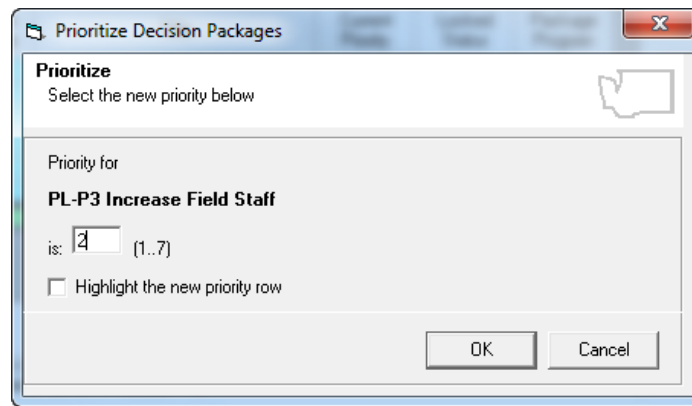 Prioritize Decision Packages
Prioritize
Select the new priority below
Priority for
PL-P3 Increase Field Staff
is: 2 (1..7)
Highlight the new priority row
OK Cancel